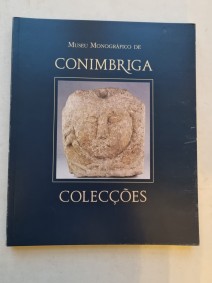 MUSEU MONOGRÁFICO DE
CONIMBRIGA
COLECÇÕES